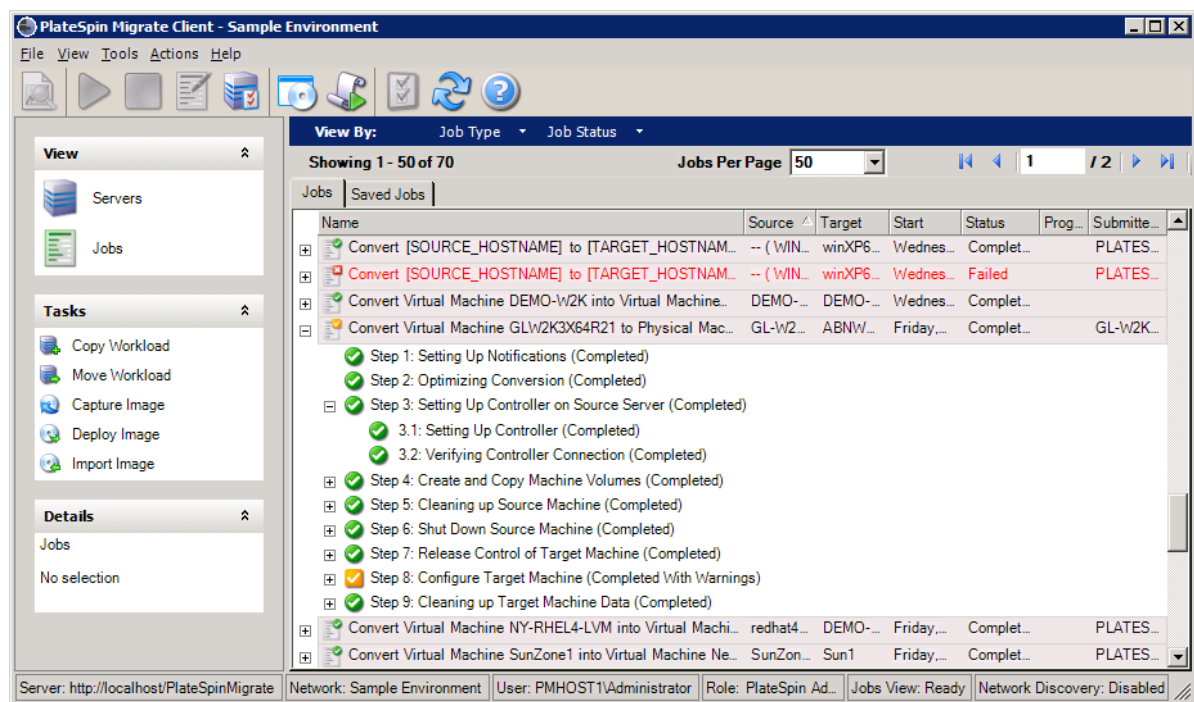 PlateSpin Migrate Client - Sample Environment
File View Tools Actions Help
View By: Job Type Job Status
View
Servers
Jobs
Tasks
Copy Workload
Move Workload
Capture Image
Deploy Image
Import Image
Details
Jobs
No selection
Showing 1 - 50 of 70 Jobs Per Page 50 1 / 2
Jobs Saved Jobs
Name Source Target Start Status Prog... Submitte...
Convert [SOURCE_HOSTNAME] to [TARGET_HOSTNAM... -- ( WIN... winXP6... Wednes... Complet... PLATES...
Convert [SOURCE_HOSTNAME] to [TARGET_HOSTNAM... -- ( WIN... winXP6... Wednes... Failed PLATES...
Convert Virtual Machine DEMO-W2K into Virtual Machine... DEMO-... DEMO-... Wednes... Complet...
Convert Virtual Machine GLW2K3X64R21 to Physical Mac... GL-W2... ABNW... Friday,... Complet... GL-W2K...
Step 1: Setting Up Notifications (Completed)
Step 2: Optimizing Conversion (Completed)
Step 3: Setting Up Controller on Source Server (Completed)
3.1: Setting Up Controller (Completed)
3.2: Verifying Controller Connection (Completed)
Step 4: Create and Copy Machine Volumes (Completed)
Step 5: Cleaning up Source Machine (Completed)
Step 6: Shut Down Source Machine (Completed)
Step 7: Release Control of Target Machine (Completed)
Step 8: Configure Target Machine (Completed With Warnings)
Step 9: Cleaning up Target Machine Data (Completed)
Convert Virtual Machine NY-RHEL4-LVM into Virtual Machi... redhat4... DEMO-... Friday,... Complet... PLATES...
Convert Virtual Machine SunZone1 into Virtual Machine Ne... SunZon... Sun1 Friday,... Complet... PLATES...
Server: http://localhost/PlateSpinMigrate Network: Sample Environment User: PMHOST1\Administrator Role: PlateSpin Ad... Jobs View: Ready Network Discovery: Disabled